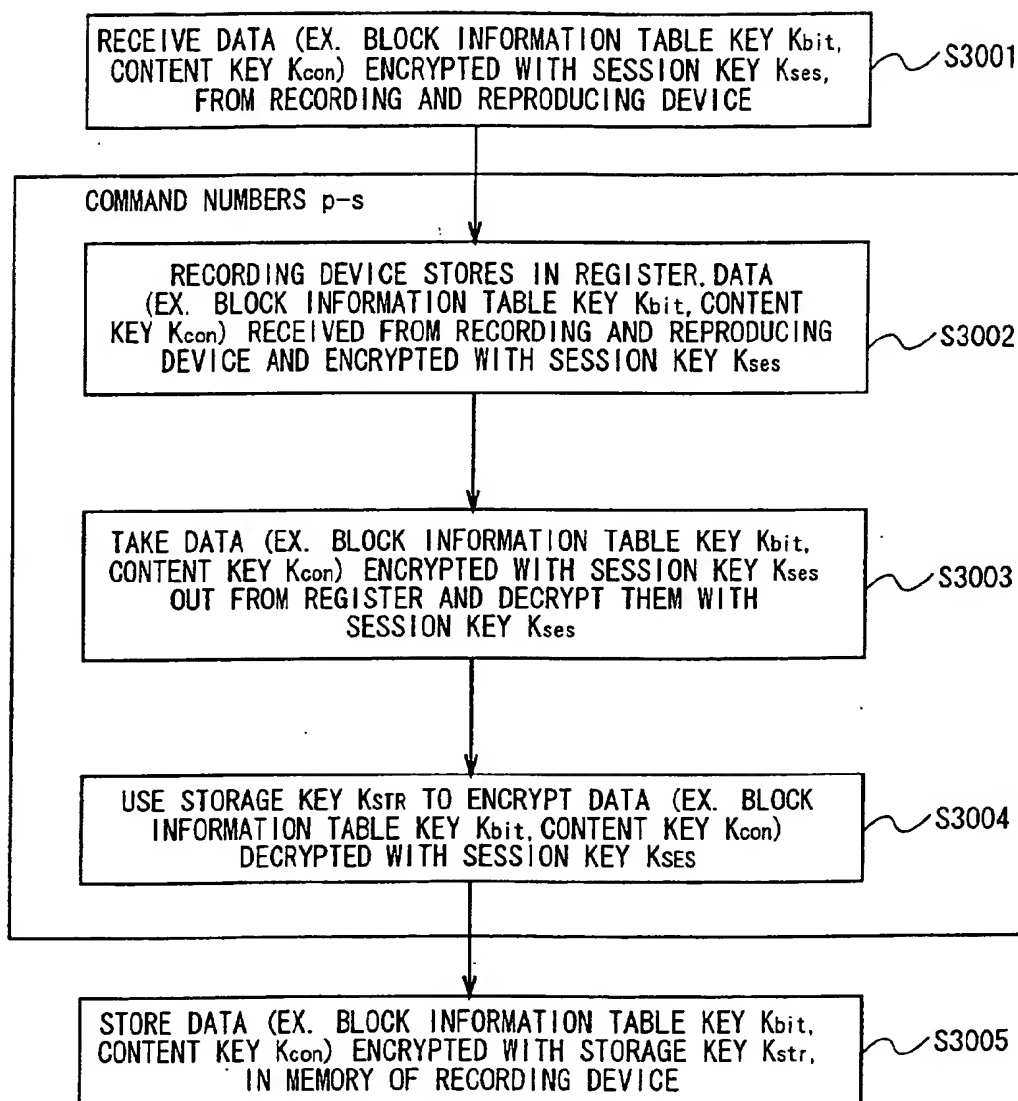 RECEIVE DATA (EX. BLOCK INFORMATION TABLE KEY Kbit,
CONTENT KEY Kcon) ENCRYPTED WITH SESSION KEY Kses,
FROM RECORDING AND REPRODUCING DEVICE
S3001
COMMAND NUMBERS p-s
RECORDING DEVICE STORES IN REGISTER. DATA
(EX. BLOCK INFORMATION TABLE KEY Kbit, CONTENT
KEY Kcon) RECEIVED FROM RECORDING AND REPRODUCING
DEVICE AND ENCRYPTED WITH SESSION KEY Kses
S3002
TAKE DATA (EX. BLOCK INFORMATION TABLE KEY Kbit,
CONTENT KEY Kcon) ENCRYPTED WITH SESSION KEY Kses
OUT FROM REGISTER AND DECRYPT THEM WITH
SESSION KEY Kses
S3003
USE STORAGE KEY KSTR TO ENCRYPT DATA (EX. BLOCK
INFORMATION TABLE KEY Kbit, CONTENT KEY Kcon)
DECRYPTED WITH SESSION KEY KSES
S3004
STORE DATA (EX. BLOCK INFORMATION TABLE KEY Kbit,
CONTENT KEY Kcon) ENCRYPTED WITH STORAGE KEY Kstr,
IN MEMORY OF RECORDING DEVICE
S3005